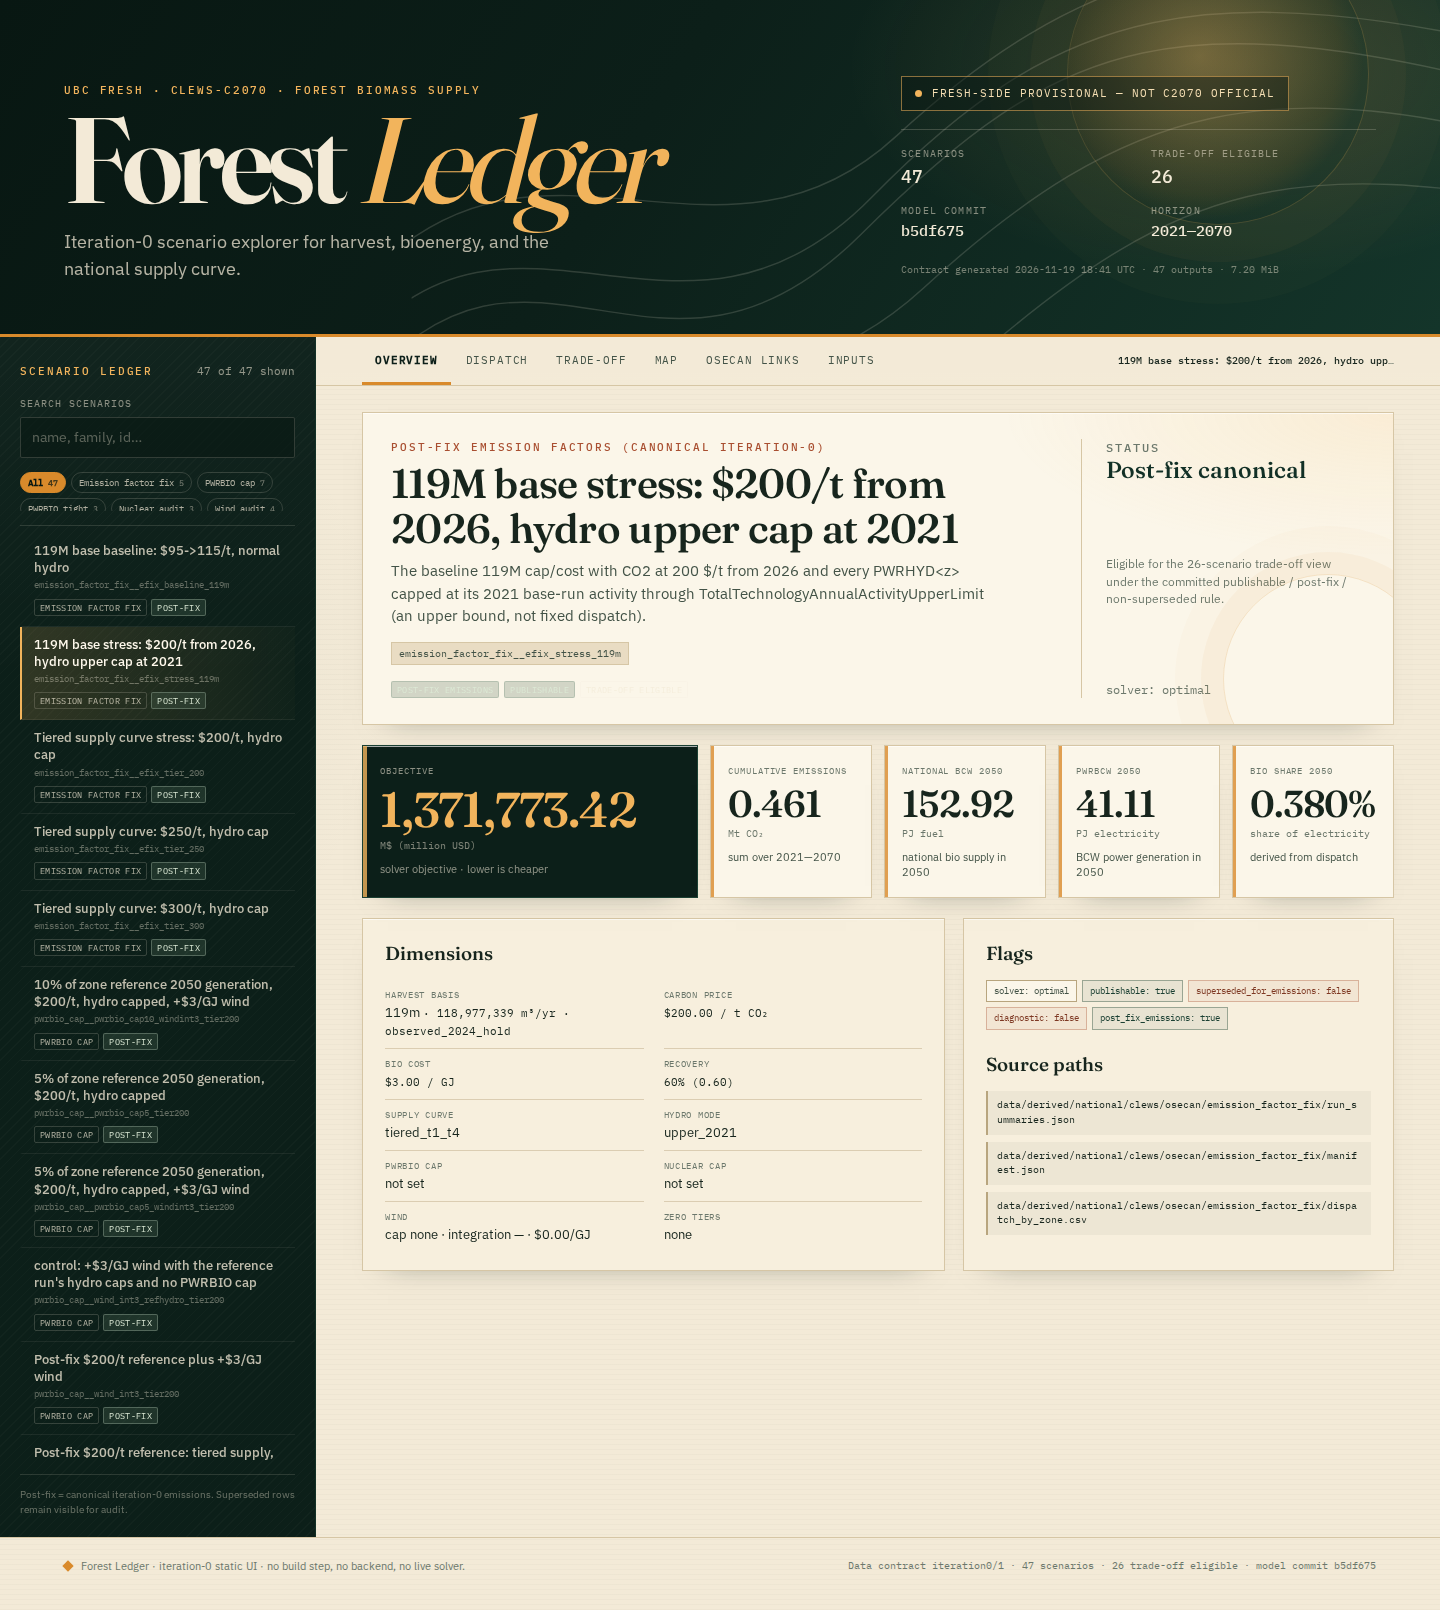 UBC FRESH · CLEWS-C2070 · FOREST BIOMASS SUPPLY
Forest Ledger
Iteration-0 scenario explorer for harvest, bioenergy, and the
national supply curve.
FRESH-SIDE PROVISIONAL — NOT C2070 OFFICIAL
SCENARIOS
47
TRADE-OFF ELIGIBLE
26
MODEL COMMIT
b5df675
HORIZON
2021—2070
Contract generated 2026-11-19 18:41 UTC · 47 outputs · 7.20 MiB
SCENARIO LEDGER
47 of 47 shown
SEARCH SCENARIOS
name, family, id…
All 47
Emission factor fix 5
PWRBIO cap 7
PWRBIO tight 3
Nuclear audit 3
Wind audit 4
119M base baseline: $95->115/t, normal
hydro
emission_factor_fix__efix_baseline_119m
EMISSION FACTOR FIX
POST-FIX
119M base stress: $200/t from 2026,
hydro upper cap at 2021
emission_factor_fix__efix_stress_119m
EMISSION FACTOR FIX
POST-FIX
Tiered supply curve stress: $200/t, hydro
cap
emission_factor_fix__efix_tier_200
EMISSION FACTOR FIX
POST-FIX
Tiered supply curve: $250/t, hydro cap
emission_factor_fix__efix_tier_250
EMISSION FACTOR FIX
POST-FIX
Tiered supply curve: $300/t, hydro cap
emission_factor_fix__efix_tier_300
EMISSION FACTOR FIX
POST-FIX
10% of zone reference 2050 generation,
$200/t, hydro capped, +$3/GJ wind
pwrbio_cap__pwrbio_cap10_windint3_tier200
PWRBIO CAP
POST-FIX
5% of zone reference 2050 generation,
$200/t, hydro capped
pwrbio_cap__pwrbio_cap5_tier200
PWRBIO CAP
POST-FIX
5% of zone reference 2050 generation,
$200/t, hydro capped, +$3/GJ wind
pwrbio_cap__pwrbio_cap5_windint3_tier200
PWRBIO CAP
POST-FIX
control: +$3/GJ wind with the reference
run's hydro caps and no PWRBIO cap
pwrbio_cap__wind_int3_refhydro_tier200
PWRBIO CAP
POST-FIX
Post-fix $200/t reference plus +$3/GJ
wind
pwrbio_cap__wind_int3_tier200
PWRBIO CAP
POST-FIX
Post-fix $200/t reference: tiered supply,
Post-fix = canonical iteration-0 emissions. Superseded rows
remain visible for audit.
OVERVIEW
DISPATCH
TRADE-OFF
MAP
OSECAN LINKS
INPUTS
119M base stress: $200/t from 2026, hydro upp…
POST-FIX EMISSION FACTORS (CANONICAL ITERATION-0)
119M base stress: $200/t from
2026, hydro upper cap at 2021
The baseline 119M cap/cost with CO2 at 200 $/t from 2026 and every PWRHYD<z>
capped at its 2021 base-run activity through TotalTechnologyAnnualActivityUpperLimit
(an upper bound, not fixed dispatch).
emission_factor_fix__efix_stress_119m
POST-FIX EMISSIONS
PUBLISHABLE
TRADE-OFF ELIGIBLE
STATUS
Post-fix canonical
Eligible for the 26-scenario trade-off view
under the committed publishable / post-fix /
non-superseded rule.
solver: optimal
OBJECTIVE
1,371,773.42
M$ (million USD)
solver objective · lower is cheaper
CUMULATIVE EMISSIONS
0.461
Mt CO₂
sum over 2021—2070
NATIONAL BCW 2050
152.92
PJ fuel
national bio supply in
2050
PWRBCW 2050
41.11
PJ electricity
BCW power generation in
2050
BIO SHARE 2050
0.380%
share of electricity
derived from dispatch
Dimensions
HARVEST BASIS
119m · 118,977,339 m³/yr ·
observed_2024_hold
CARBON PRICE
$200.00 / t CO₂
BIO COST
$3.00 / GJ
RECOVERY
60% (0.60)
SUPPLY CURVE
tiered_t1_t4
HYDRO MODE
upper_2021
PWRBIO CAP
not set
NUCLEAR CAP
not set
WIND
cap none · integration — · $0.00/GJ
ZERO TIERS
none
Flags
solver: optimal
publishable: true
superseded_for_emissions: false
diagnostic: false
post_fix_emissions: true
Source paths
data/derived/national/clews/osecan/emission_factor_fix/run_s
ummaries.json
data/derived/national/clews/osecan/emission_factor_fix/manif
est.json
data/derived/national/clews/osecan/emission_factor_fix/dispa
tch_by_zone.csv
Forest Ledger · iteration-0 static UI · no build step, no backend, no live solver.
Data contract iteration0/1 · 47 scenarios · 26 trade-off eligible · model commit b5df675